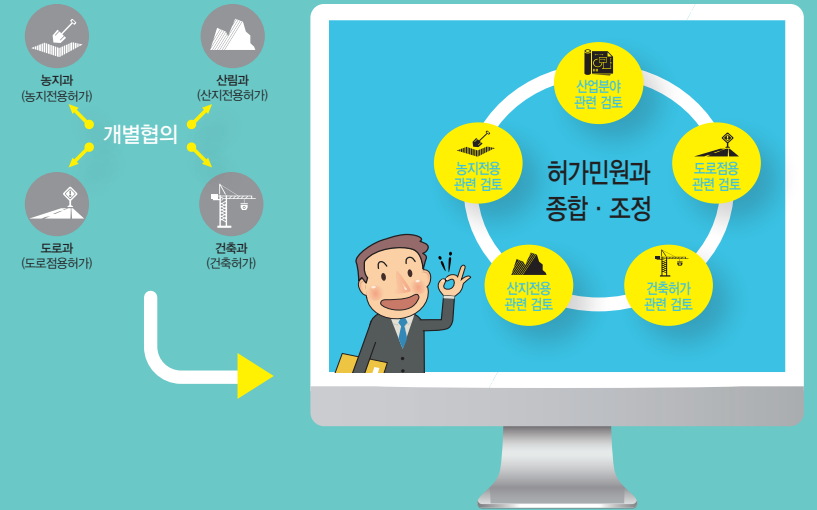 농지과
(농지전용허가)
산림과
(산지전용허가)
개별협의
도로과
(도로점용허가)
건축과
(건축허가)
산업분야
관련 검토
농지전용
관련 검토
도로점용
관련 검토
허가민원과
종합 · 조정
산지전용
관련 검토
건축허가
관련 검토